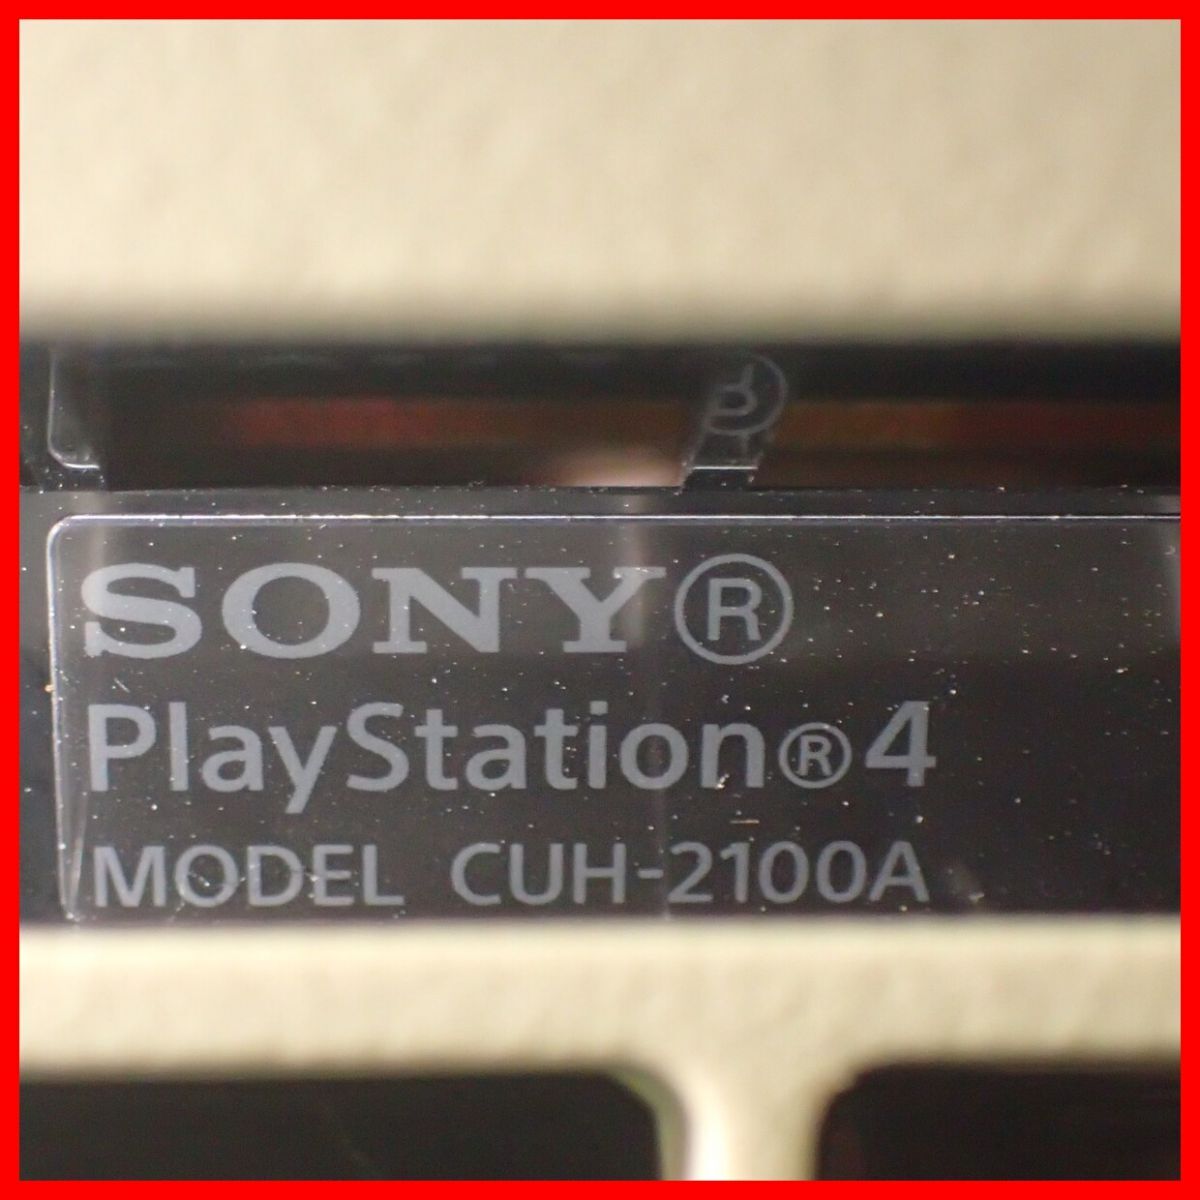 SONY®
PlayStation®4
MODEL CUH-2100A